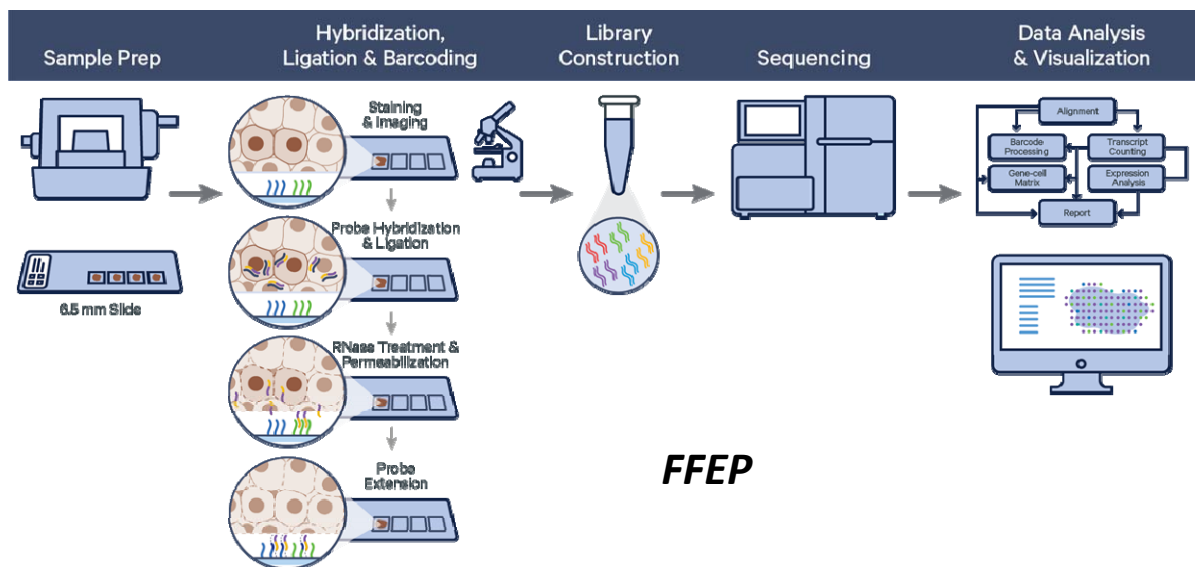 Sample Prep
Hybridization,
Ligation & Barcoding
Library
Construction
Sequencing
Data Analysis
& Visualization
6.5 mm Slide
Staining
& Imaging
Probe Hybridization
& Ligation
RNase Treatment &
Permeabilization
Probe
Extension
Alignment
Barcode
Processing
Transcript
Counting
Gene-cell
Matrix
Expression
Analysis
Report
FFEP